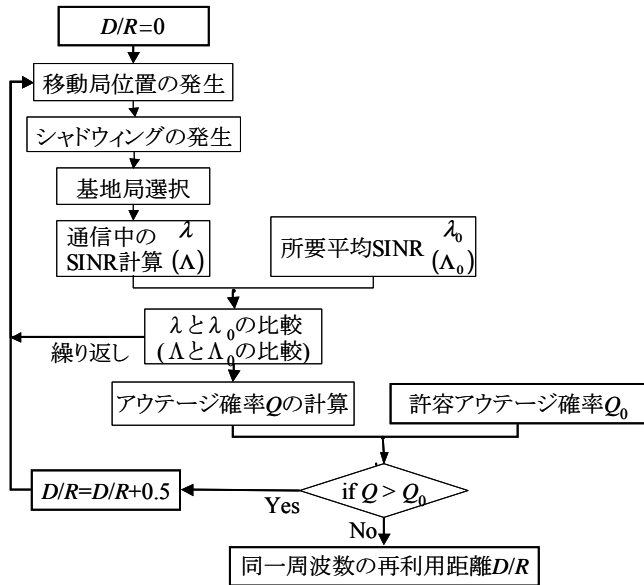 D/R=0
移動局位置の発生
シャドウィングの発生
基地局選択
通信中の λ
SINR計算 (Λ)
所要平均SINR λ₀
(Λ₀)
λとλ₀の比較
(ΛとΛ₀の比較)
繰り返し
アウテージ確率Qの計算
許容アウテージ確率Q₀
if Q > Q₀
Yes
D/R=D/R+0.5
No
同一周波数の再利用距離D/R